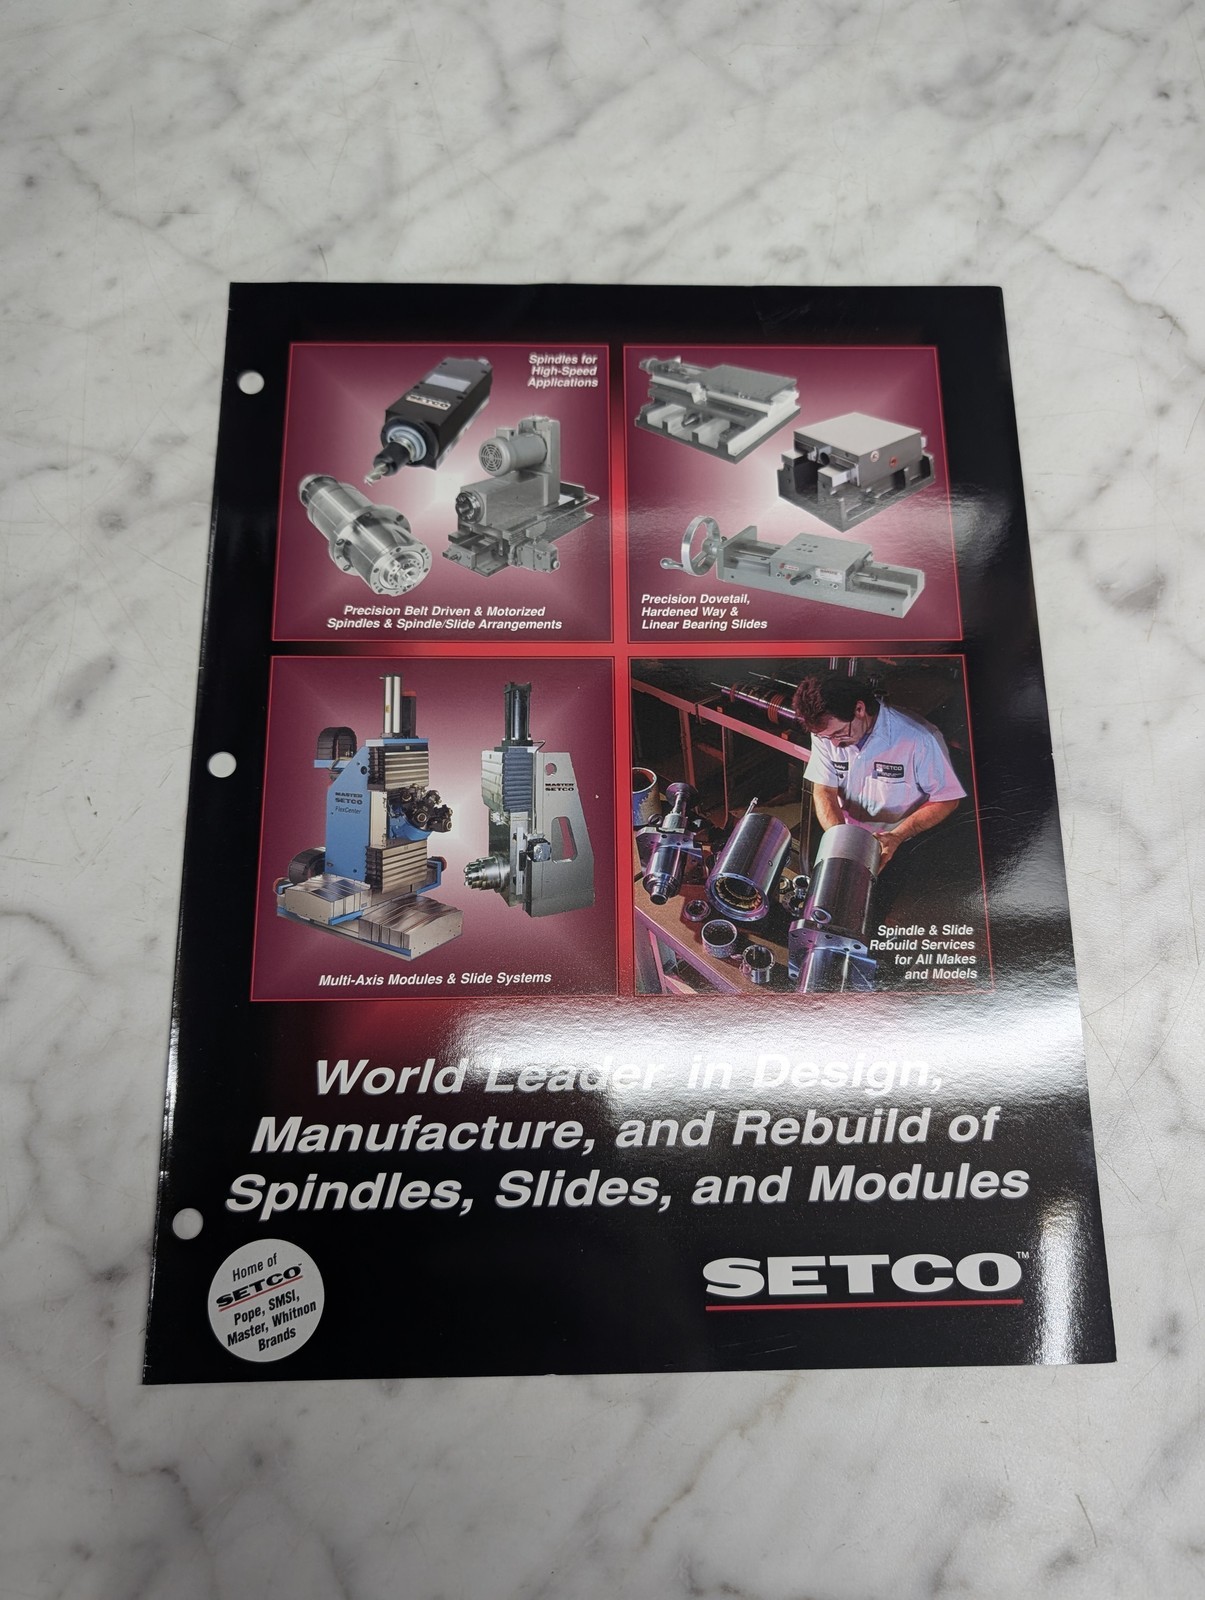 Spindles for
High-Speed
Applications
SETCO
Precision Belt Driven & Motorized
Spindles & Spindle/Slide Arrangements
Precision Dovetail,
Hardened Way &
Linear Bearing Slides
MASTER
SETCO
FlexCenter
MASTER
SETCO
Multi-Axis Modules & Slide Systems
SETCO
Spindle & Slide
Rebuild Services
for All Makes
and Models
World Leader in Design,
Manufacture, and Rebuild of
Spindles, Slides, and Modules
SETCO™
Home of
SETCO™
Pope, SMSI,
Master, Whitnon
Brands